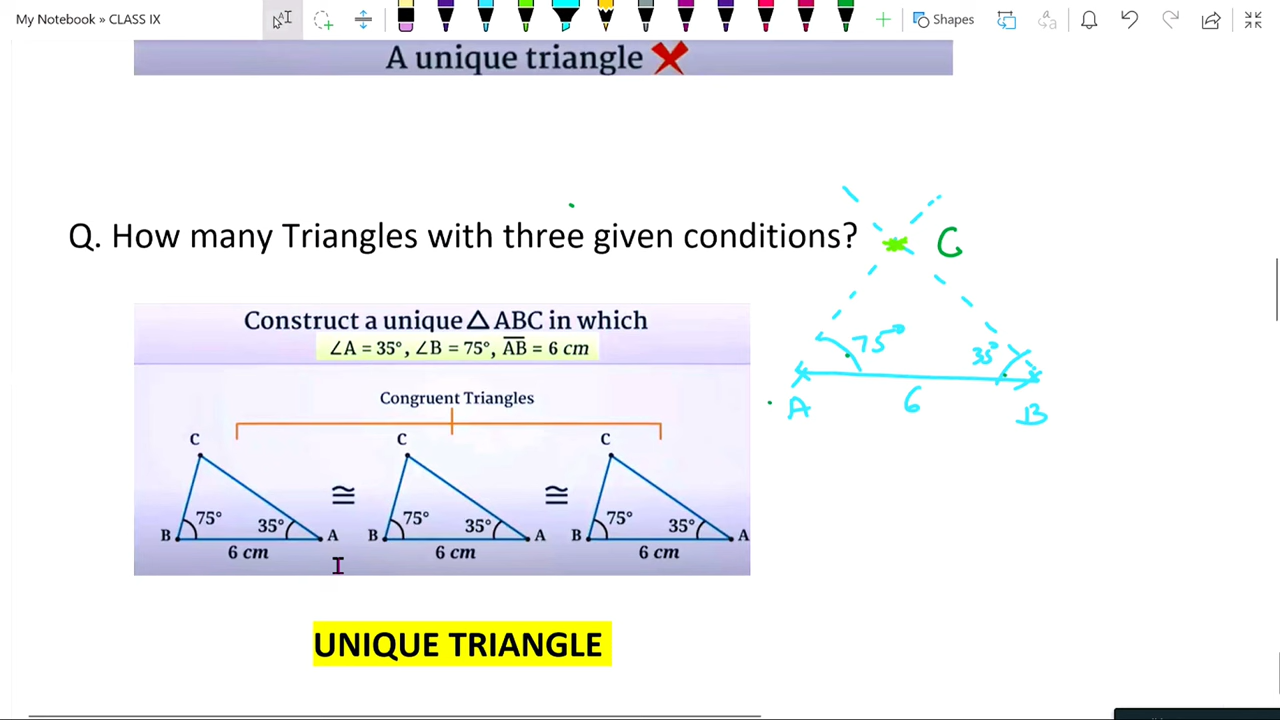 My Notebook » CLASS IX
Shapes
A unique triangle
Q. How many Triangles with three given conditions?
C
75°
35°
A
6
B
Construct a unique △ABC in which
∠A = 35°, ∠B = 75°, A̅B̅ = 6 cm
Congruent Triangles
C C C
≅ ≅
75° 35° 75° 35° 75° 35°
B A B A B A
6 cm 6 cm 6 cm
UNIQUE TRIANGLE